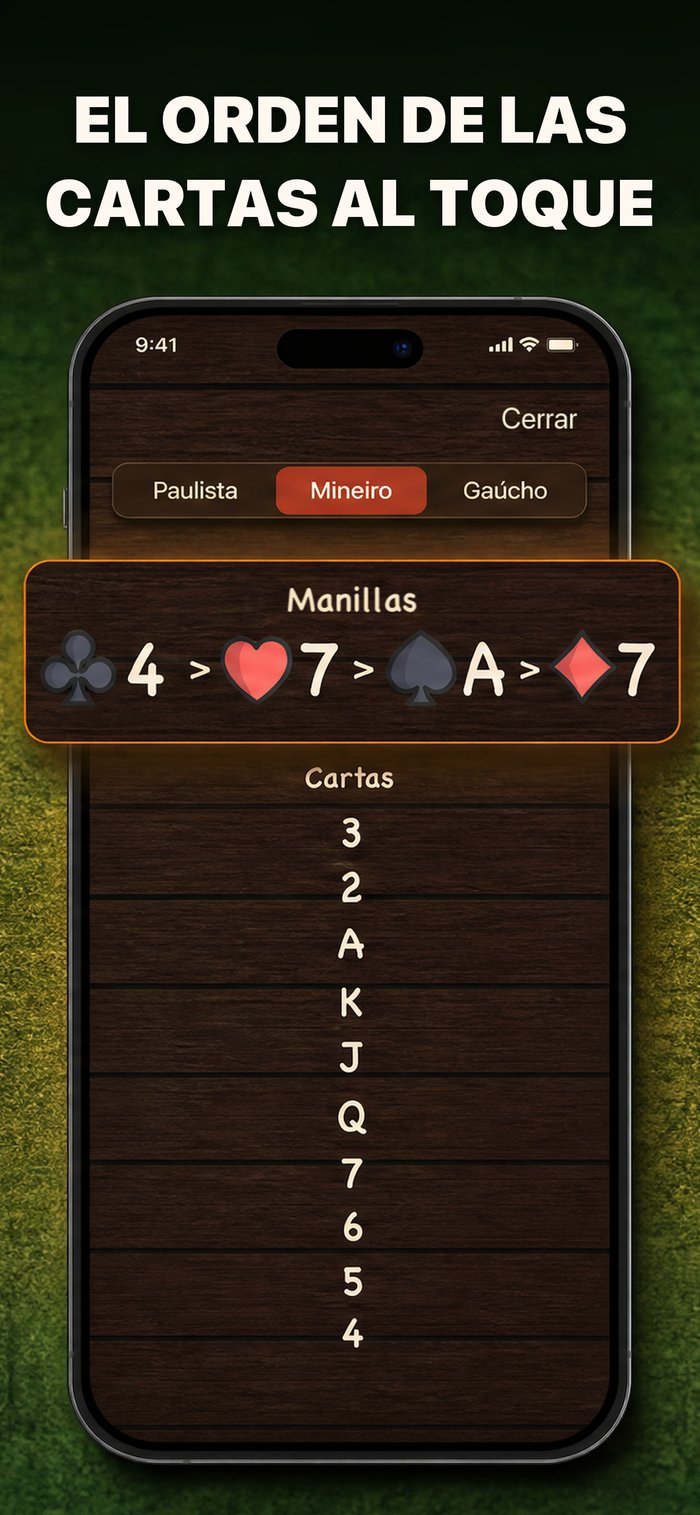 EL ORDEN DE LAS
CARTAS AL TOQUE
9:41
Cerrar
Paulista Mineiro Gaúcho
Manillas
4 > 7 > A > 7
Cartas
3
2
A
K
J
Q
7
6
5
4